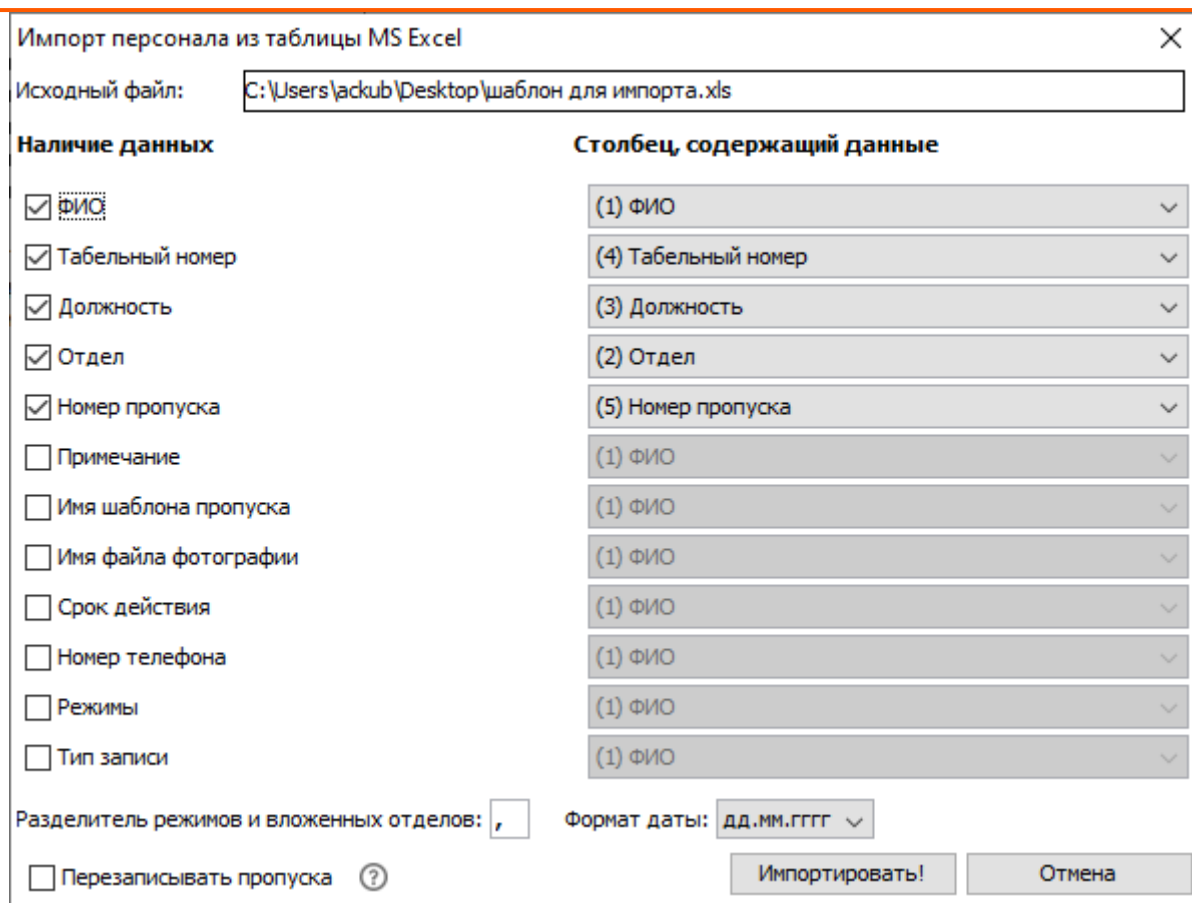 Импорт персонала из таблицы MS Excel
Исходный файл: C:\Users\ackub\Desktop\шаблон для импорта.xls
Наличие данных Столбец, содержащий данные
ФИО (1) ФИО
Табельный номер (4) Табельный номер
Должность (3) Должность
Отдел (2) Отдел
Номер пропуска (5) Номер пропуска
Примечание (1) ФИО
Имя шаблона пропуска (1) ФИО
Имя файла фотографии (1) ФИО
Срок действия (1) ФИО
Номер телефона (1) ФИО
Режимы (1) ФИО
Тип записи (1) ФИО
Разделитель режимов и вложенных отделов: , Формат даты: дд.мм.гггг
Перезаписывать пропуска ? Импортировать! Отмена